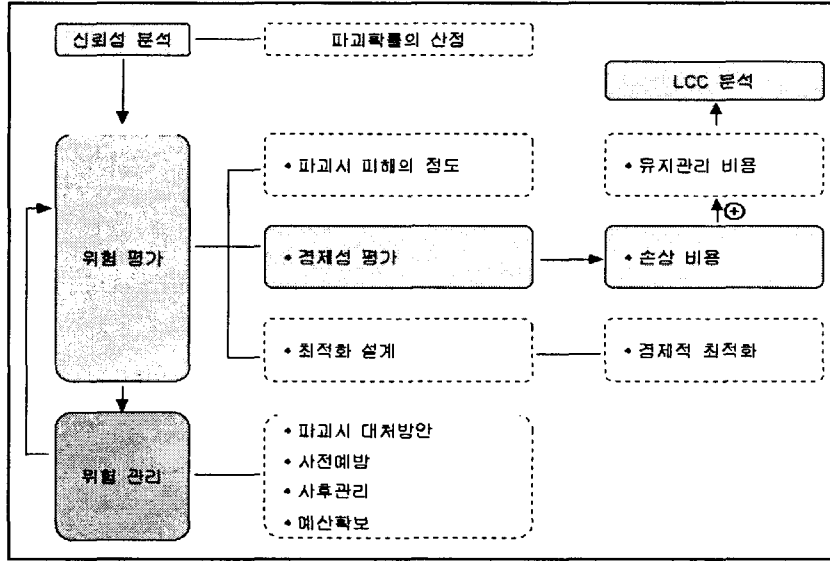 신뢰성 분석
파괴확률의 산정
LCC 분석
• 파괴시 피해의 정도
• 유지관리 비용
위험 평가
• 경제성 평가
• 손상 비용
• 최적화 설계
• 경제적 최적화
위험 관리
• 파괴시 대처방안
• 사전예방
• 사후관리
• 예산확보